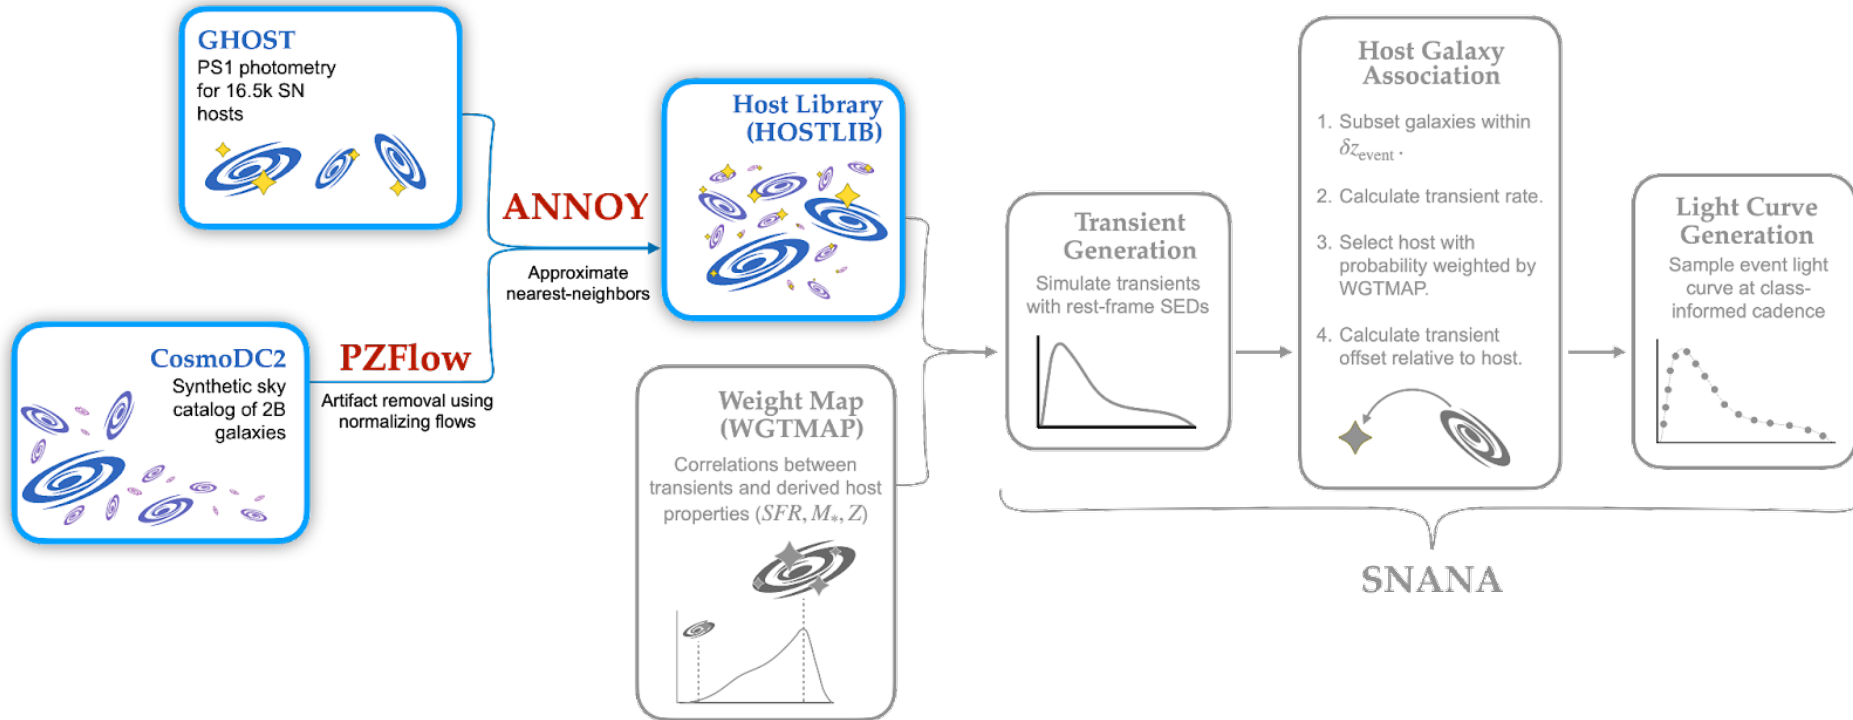 GHOST
PS1 photometry
for 16.5k SN
hosts
CosmoDC2
Synthetic sky
catalog of 2B
galaxies
PZFlow
Artifact removal using
normalizing flows
ANNOY
Approximate
nearest-neighbors
Host Library
(HOSTLIB)
Weight Map
(WGTMAP)
Correlations between
transients and derived host
properties (SFR, M*, Z)
Transient
Generation
Simulate transients
with rest-frame SEDs
Host Galaxy
Association
1. Subset galaxies within
δz_event .
2. Calculate transient rate.
3. Select host with
probability weighted by
WGTMAP.
4. Calculate transient
offset relative to host.
Light Curve
Generation
Sample event light
curve at class-
informed cadence
SNANA